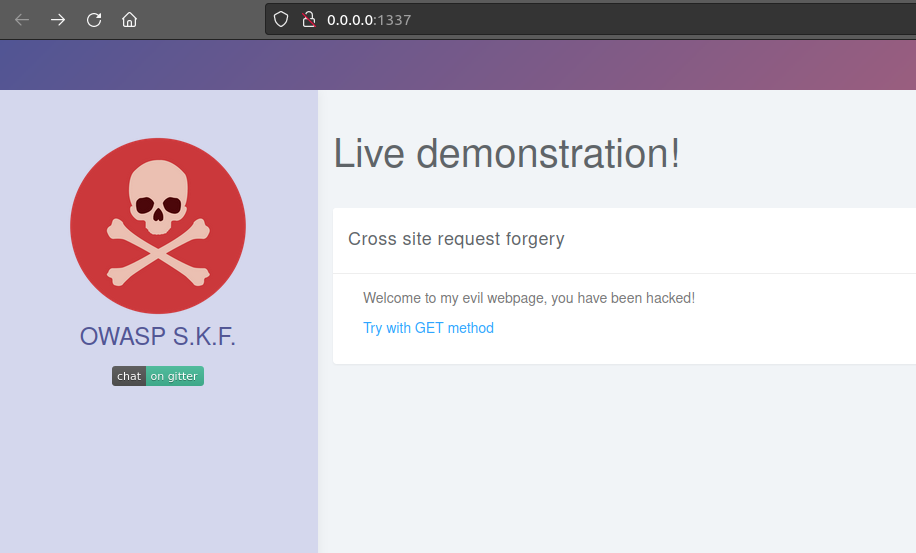 0.0.0.0:1337
Live demonstration!
Cross site request forgery
Welcome to my evil webpage, you have been hacked!
Try with GET method
OWASP S.K.F.
chat on gitter